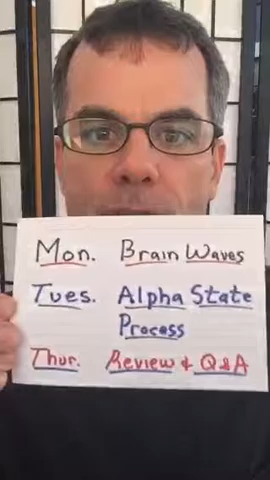 Mon. Brain Waves
Tues. Alpha State
Process
Thur. Review & Q&A